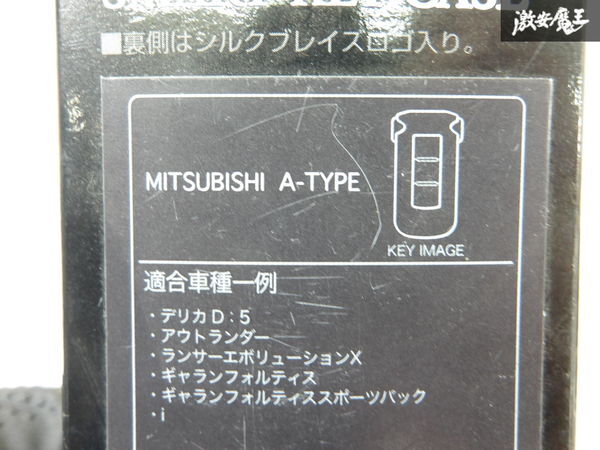 激安魔王
■裏側はシルクブレイズロゴ入り。
MITSUBISHI A-TYPE
KEY IMAGE
適合車種一例
・デリカD:5
・アウトランダー
・ランサーエボリューションX
・ギャランフォルティス
・ギャランフォルティススポーツバック
・i